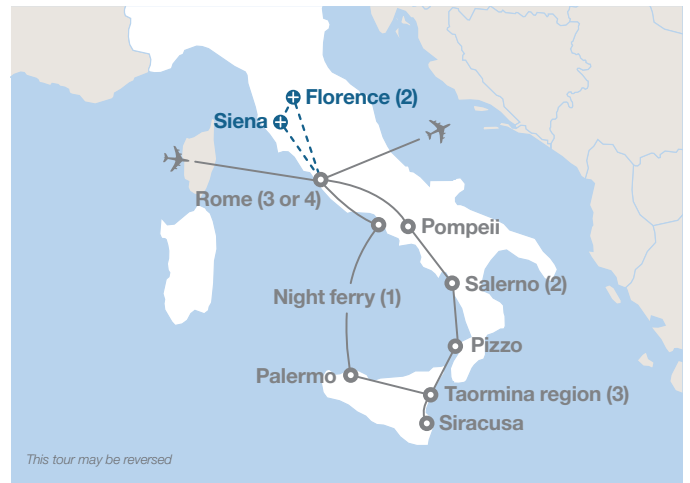 Florence (2)
Siena
Rome (3 or 4)
Pompeii
Salerno (2)
Night ferry (1)
Pizzo
Palermo
Taormina region (3)
Siracusa
This tour may be reversed